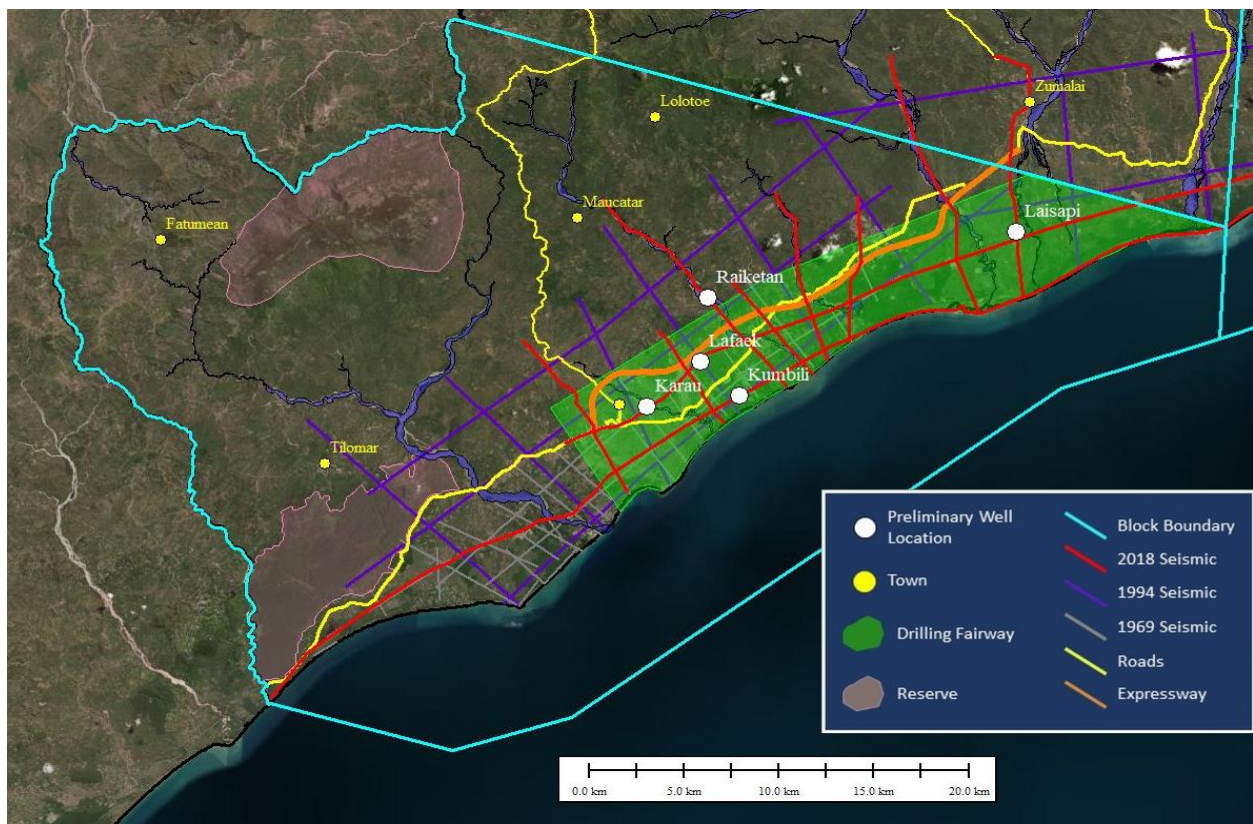 Zumalai
Lolotoe
Maucatar
Fatumean
Laisapi
Raiketan
Lafaek
Karau
Kumbili
Tilomar
Preliminary Well
Location
Town
Drilling Fairway
Reserve
Block Boundary
2018 Seismic
1994 Seismic
1969 Seismic
Roads
Expressway
0.0 km
5.0 km
10.0 km
15.0 km
20.0 km